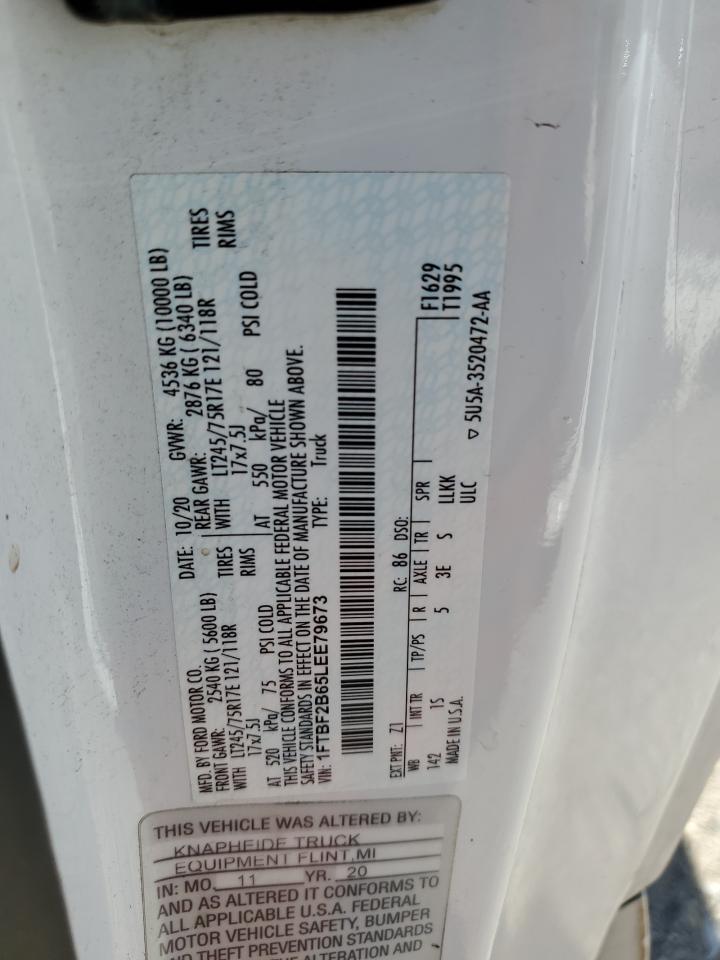 MFD. BY FORD MOTOR CO.
DATE: 10/20 GVWR: 4536 KG (10000 LB)
FRONT GAWR: 2540 KG ( 5600 LB)
REAR GAWR: 2876 KG ( 6340 LB)
WITH LT245/75R17E 121/118R TIRES
WITH LT245/75R17E 121/118R TIRES
17x7.5J RIMS
17x7.5J RIMS
AT 520 kPa/ 75 PSI COLD
AT 550 kPa/ 80 PSI COLD
THIS VEHICLE CONFORMS TO ALL APPLICABLE FEDERAL MOTOR VEHICLE
SAFETY STANDARDS IN EFFECT ON THE DATE OF MANUFACTURE SHOWN ABOVE.
VIN: 1FTBF2B65LEE79673
TYPE: Truck
EXT PNT: Z1 RC: 86 DSO:
WB INT TR TP/PS R AXLE TR SPR F1629
142 15 5 3E S LLKK T1995
MADE IN U.S.A. ULC ▽ 5U5A-3520472-AA
THIS VEHICLE WAS ALTERED BY:
KNAPHEIDE TRUCK
EQUIPMENT FLINT,MI
IN: MO. 11 YR. 20
AND AS ALTERED IT CONFORMS TO
ALL APPLICABLE U.S.A. FEDERAL
MOTOR VEHICLE SAFETY, BUMPER
AND THEFT PREVENTION STANDARDS
THE ALTERATION AND